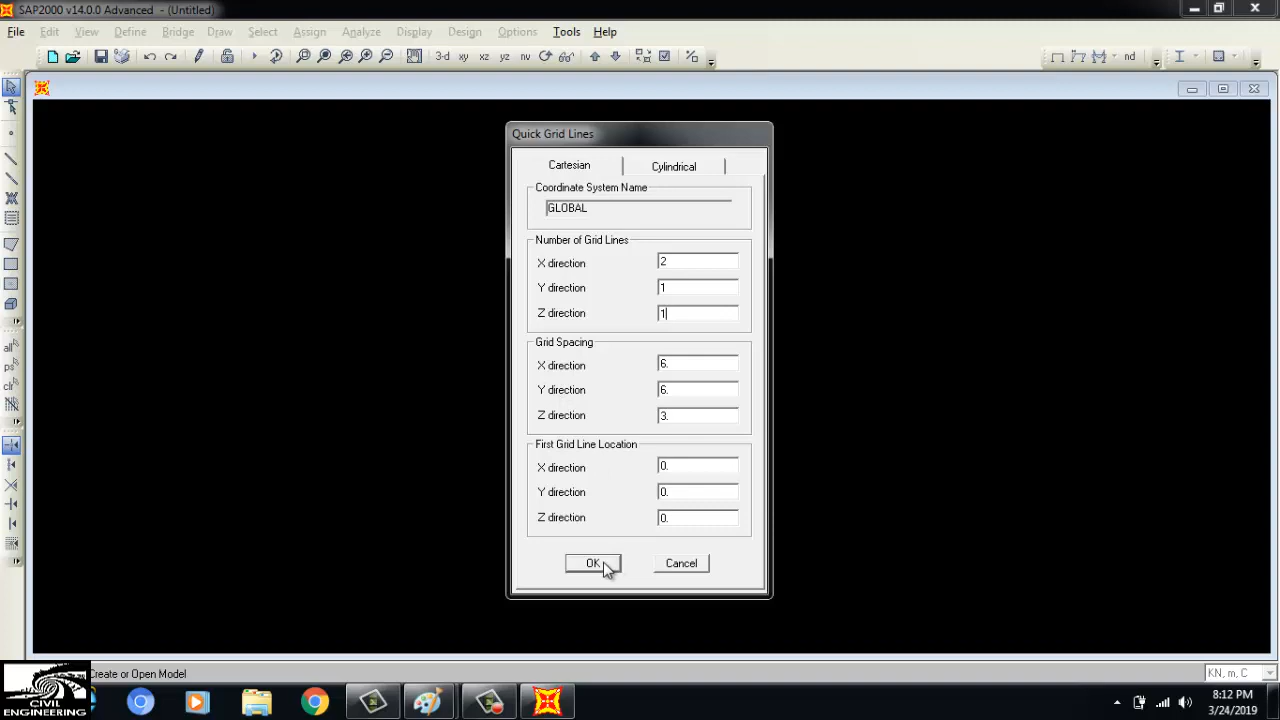 SAP2000 v14.0.0 Advanced - (Untitled)
File Edit View Define Bridge Draw Select Assign Analyze Display Design Options Tools Help
3-d xy xz yz nv nd
Quick Grid Lines
Cartesian Cylindrical
Coordinate System Name
GLOBAL
Number of Grid Lines
X direction 2
Y direction 1
Z direction 1
Grid Spacing
X direction 6.
Y direction 6.
Z direction 3.
First Grid Line Location
X direction 0.
Y direction 0.
Z direction 0.
OK Cancel
all
ps
clr
Create or Open Model
KN, m, C
CIVIL
ENGINEERING
8:12 PM
3/24/2019